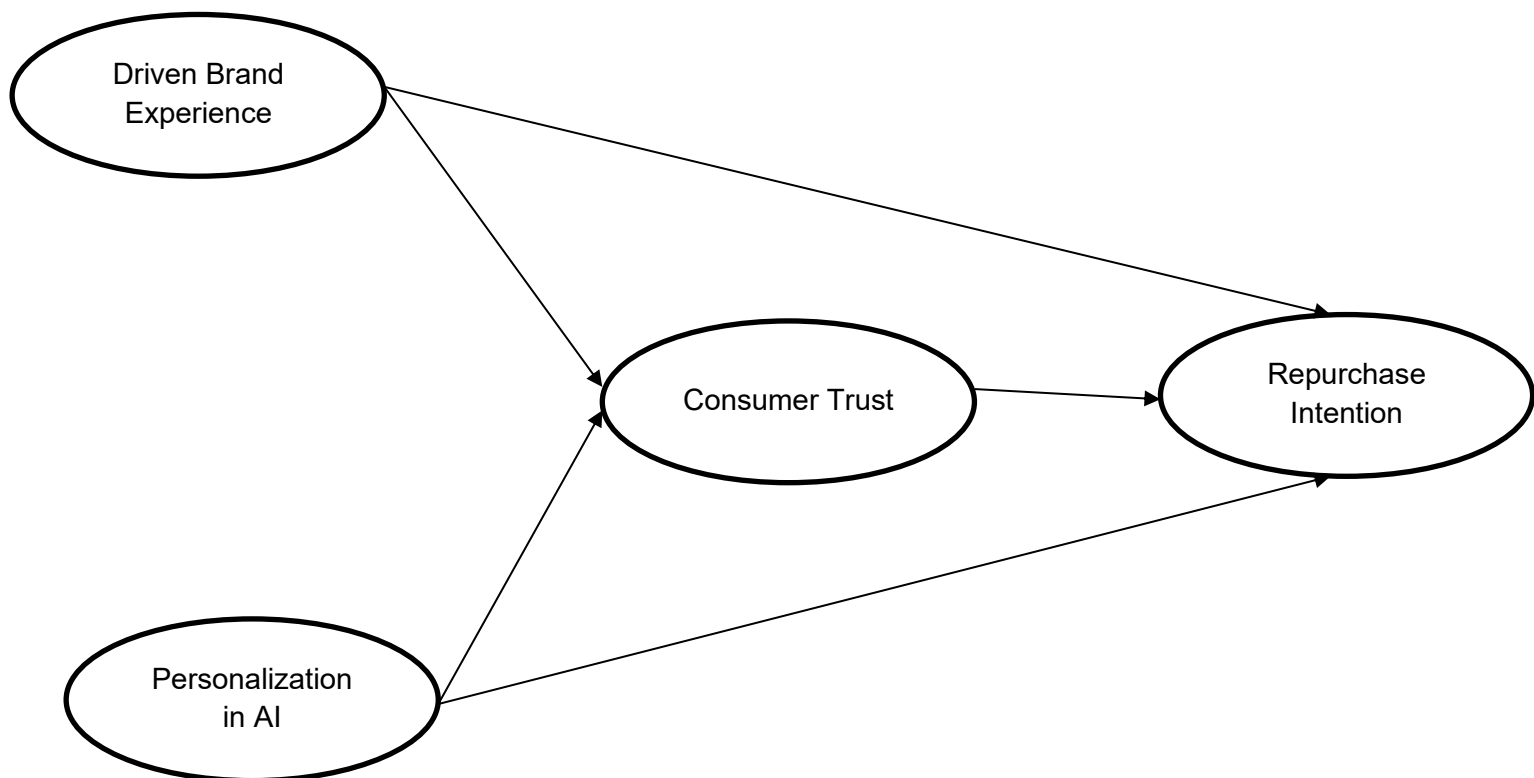 Driven Brand
Experience
Consumer Trust
Repurchase
Intention
Personalization
in AI